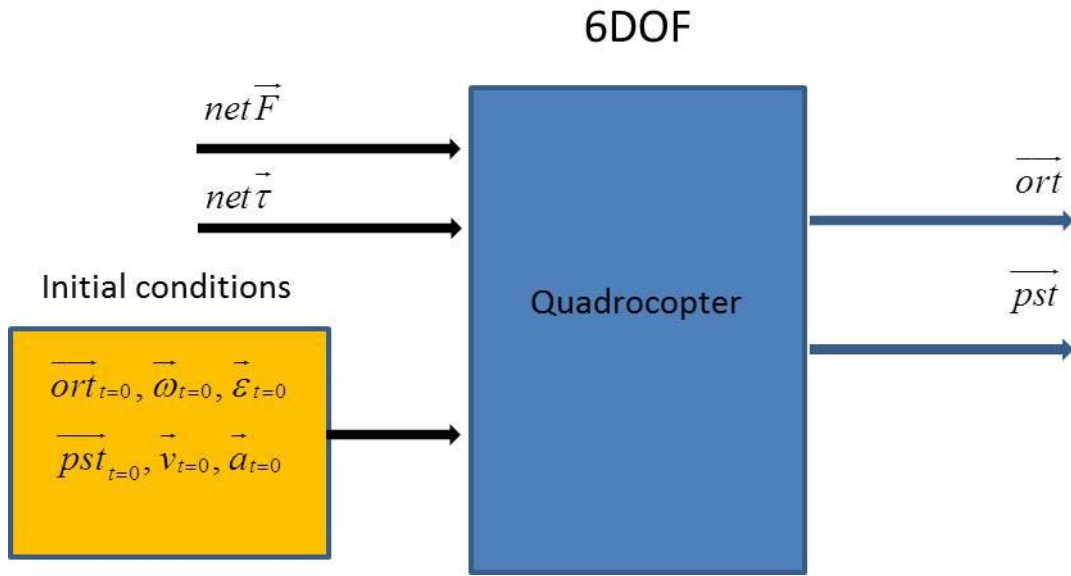 6DOF
net F⃗
net τ⃗
Initial conditions
ort⃗ t=0, ω⃗ t=0, ε⃗ t=0
pst⃗ t=0, v⃗ t=0, a⃗ t=0
Quadrocopter
ort⃗
pst⃗